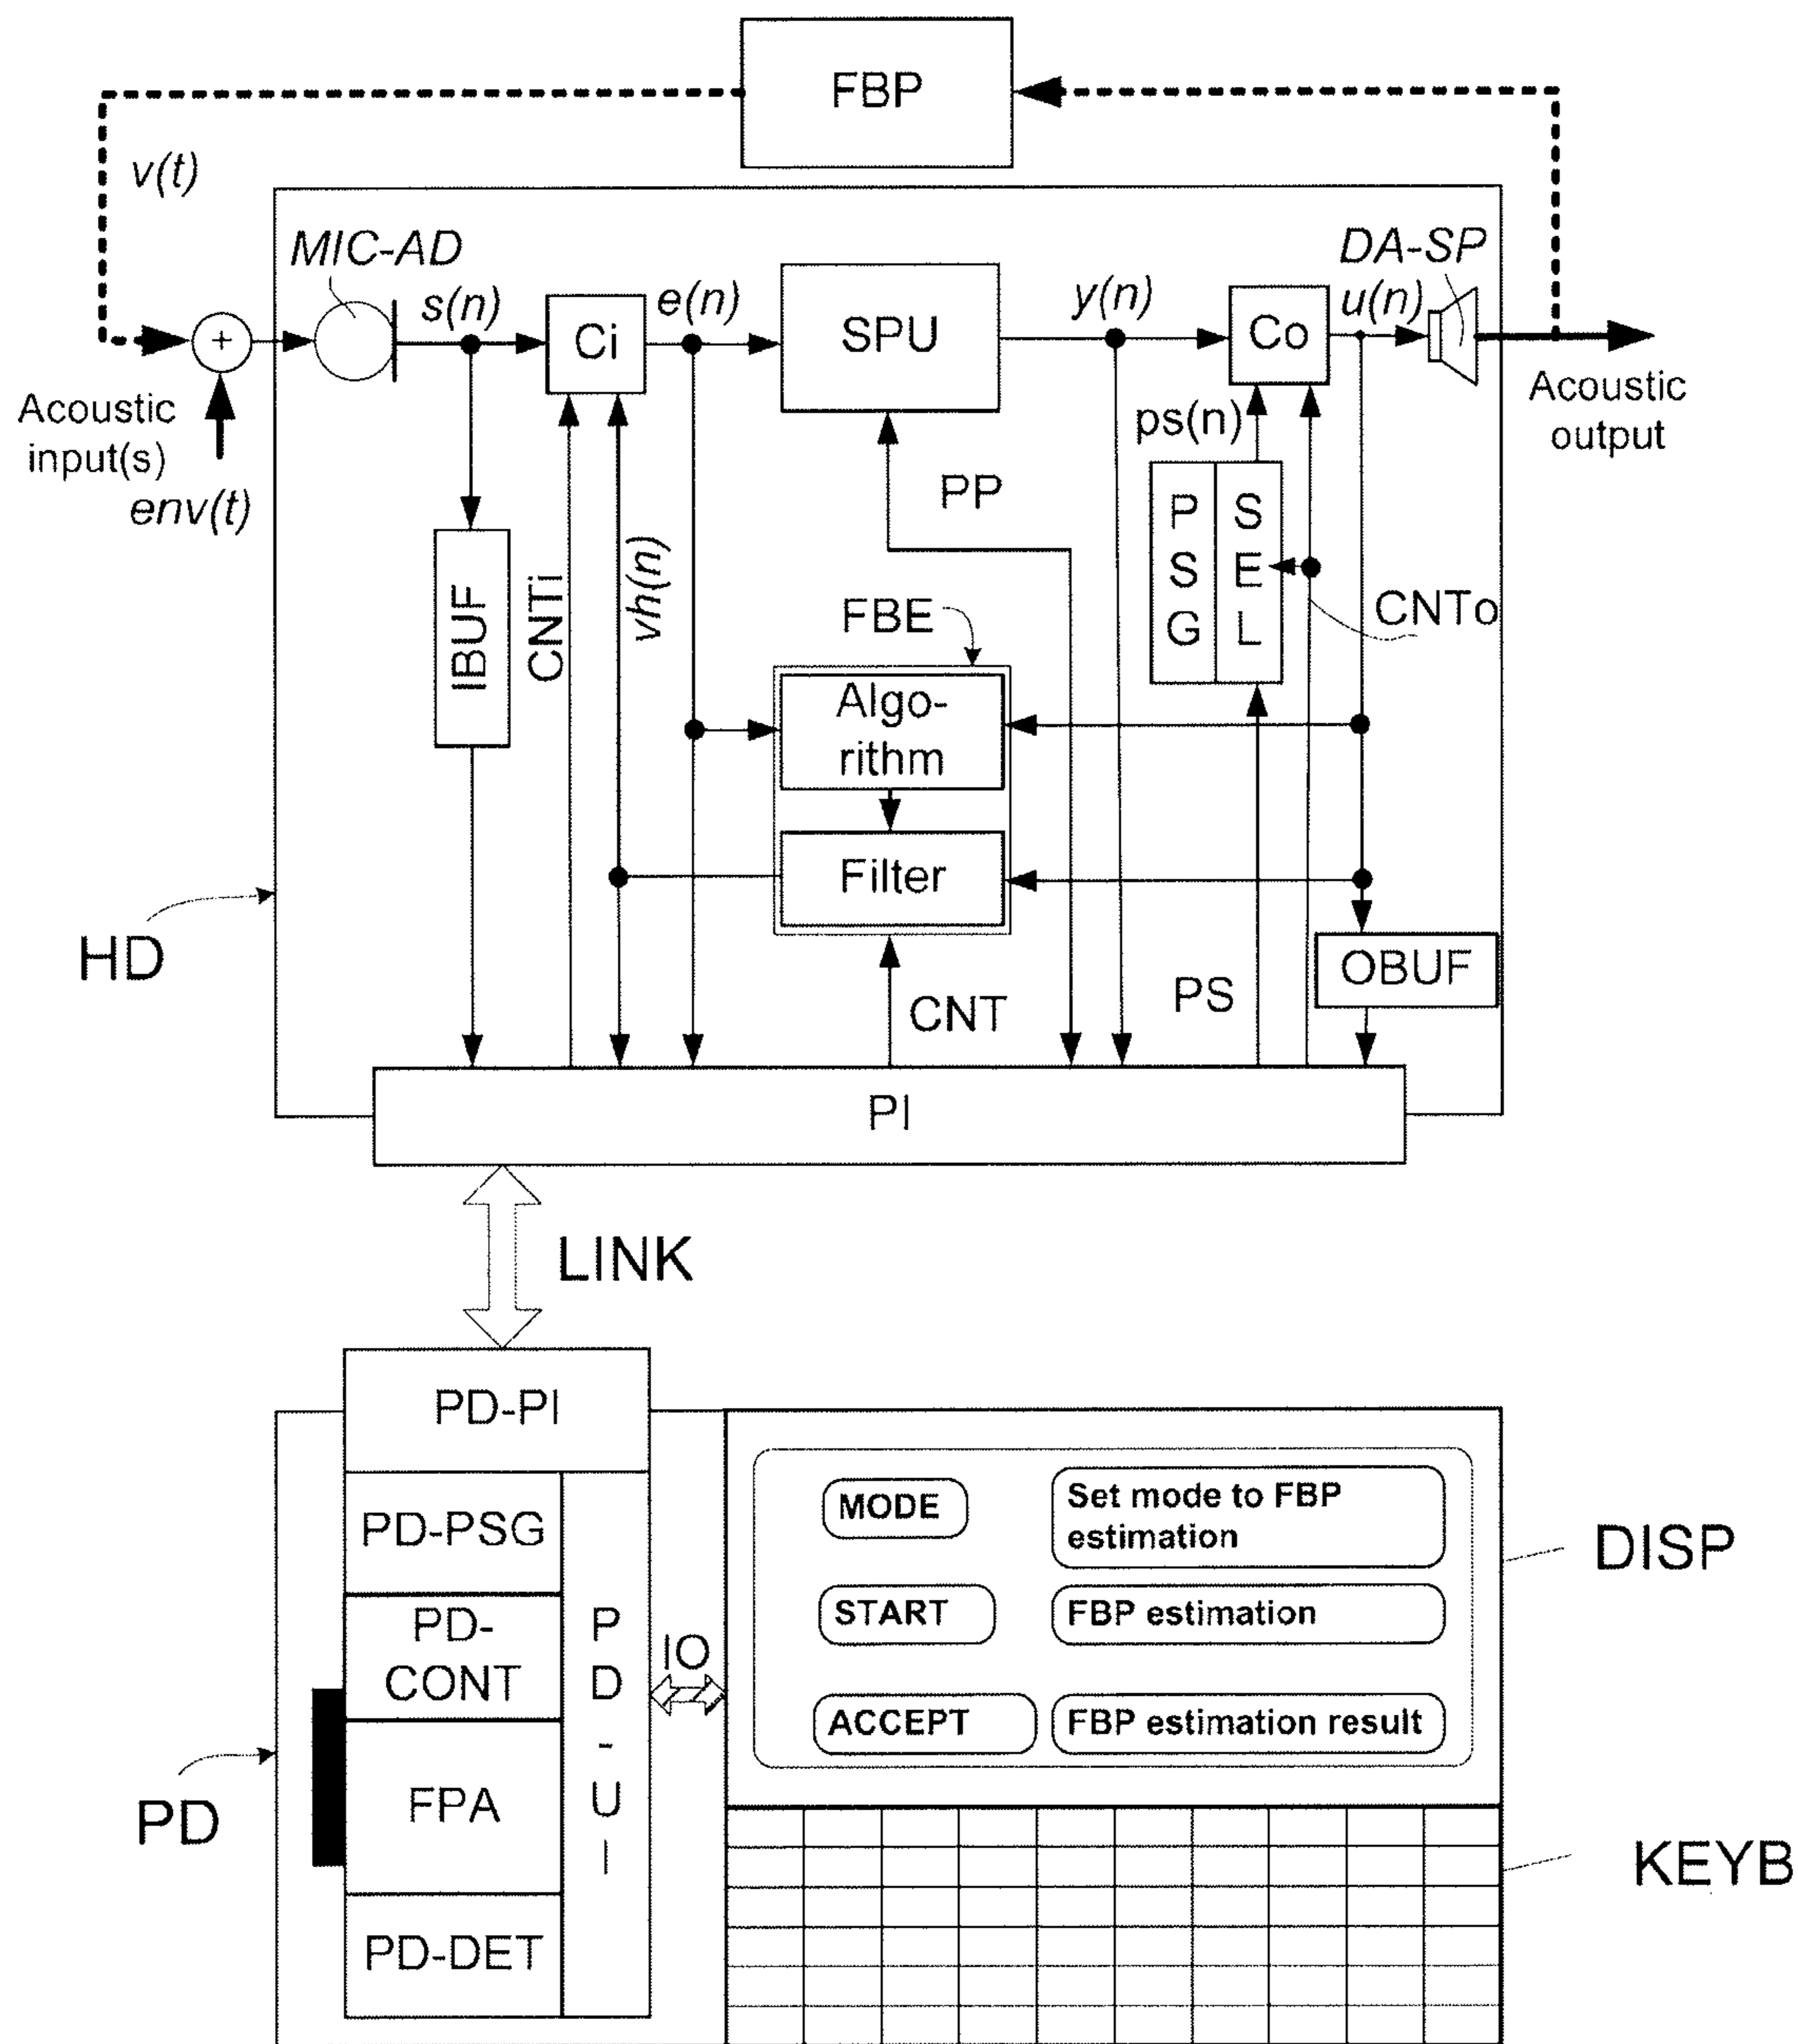 FBP
v(t)
MIC-AD
DA-SP
s(n)
e(n)
y(n)
u(n)
+
Ci
SPU
Co
Acoustic
input(s)
env(t)
Acoustic
output
ps(n)
PP
P
S
G
S
E
L
IBUF
CNTi
vh(n)
FBE
CNTo
Algo-
rithm
Filter
HD
OBUF
CNT
PS
PI
LINK
PD-PI
PD-PSG
PD-
CONT
FPA
PD-DET
P
D
-
U
-
I
IO
MODE
Set mode to FBP
estimation
START
FBP estimation
ACCEPT
FBP estimation result
DISP
PD
KEYB